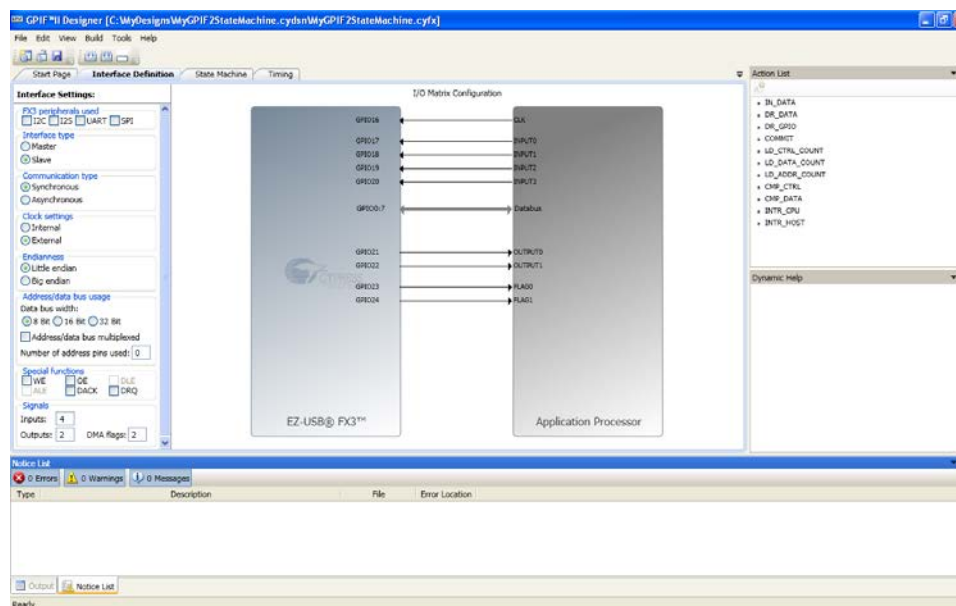 GPIF™II Designer [C:\MyDesigns\MyGPIF2StateMachine.cydsn\MyGPIF2StateMachine.cyfx]
File Edit View Build Tools Help
Start Page Interface Definition State Machine Timing
Interface Settings:
FX3 peripherals used
I2C I2S UART SPI
Interface type
Master
Slave
Communication type
Synchronous
Asynchronous
Clock settings
Internal
External
Endianness
Little endian
Big endian
Address/data bus usage
Data bus width:
8 Bit 16 Bit 32 Bit
Address/data bus multiplexed
Number of address pins used: 0
Special functions
WE OE DLE
ALE DACK DRQ
Signals
Inputs: 4
Outputs: 2 DMA flags: 2
I/O Matrix Configuration
GPIO16 CLK
GPIO17 INPUT0
GPIO18 INPUT1
GPIO19 INPUT2
GPIO20 INPUT3
GPIO0:7 Databus
GPIO21 OUTPUT0
GPIO22 OUTPUT1
GPIO23 FLAG0
GPIO24 FLAG1
EZ-USB® FX3™ Application Processor
Action List
IN_DATA
DR_DATA
DR_GPIO
COMMIT
LD_CTRL_COUNT
LD_DATA_COUNT
LD_ADDR_COUNT
CMP_CTRL
CMP_DATA
INTR_CPU
INTR_HOST
Dynamic Help
Notice List
0 Errors 0 Warnings 0 Messages
Type Description File Error Location
Output Notice List
Ready